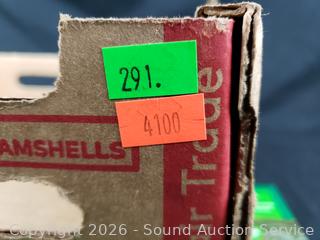 291.
4100
AMSHELLS
r Trade
Copyright 2026 - Sound Auction Service